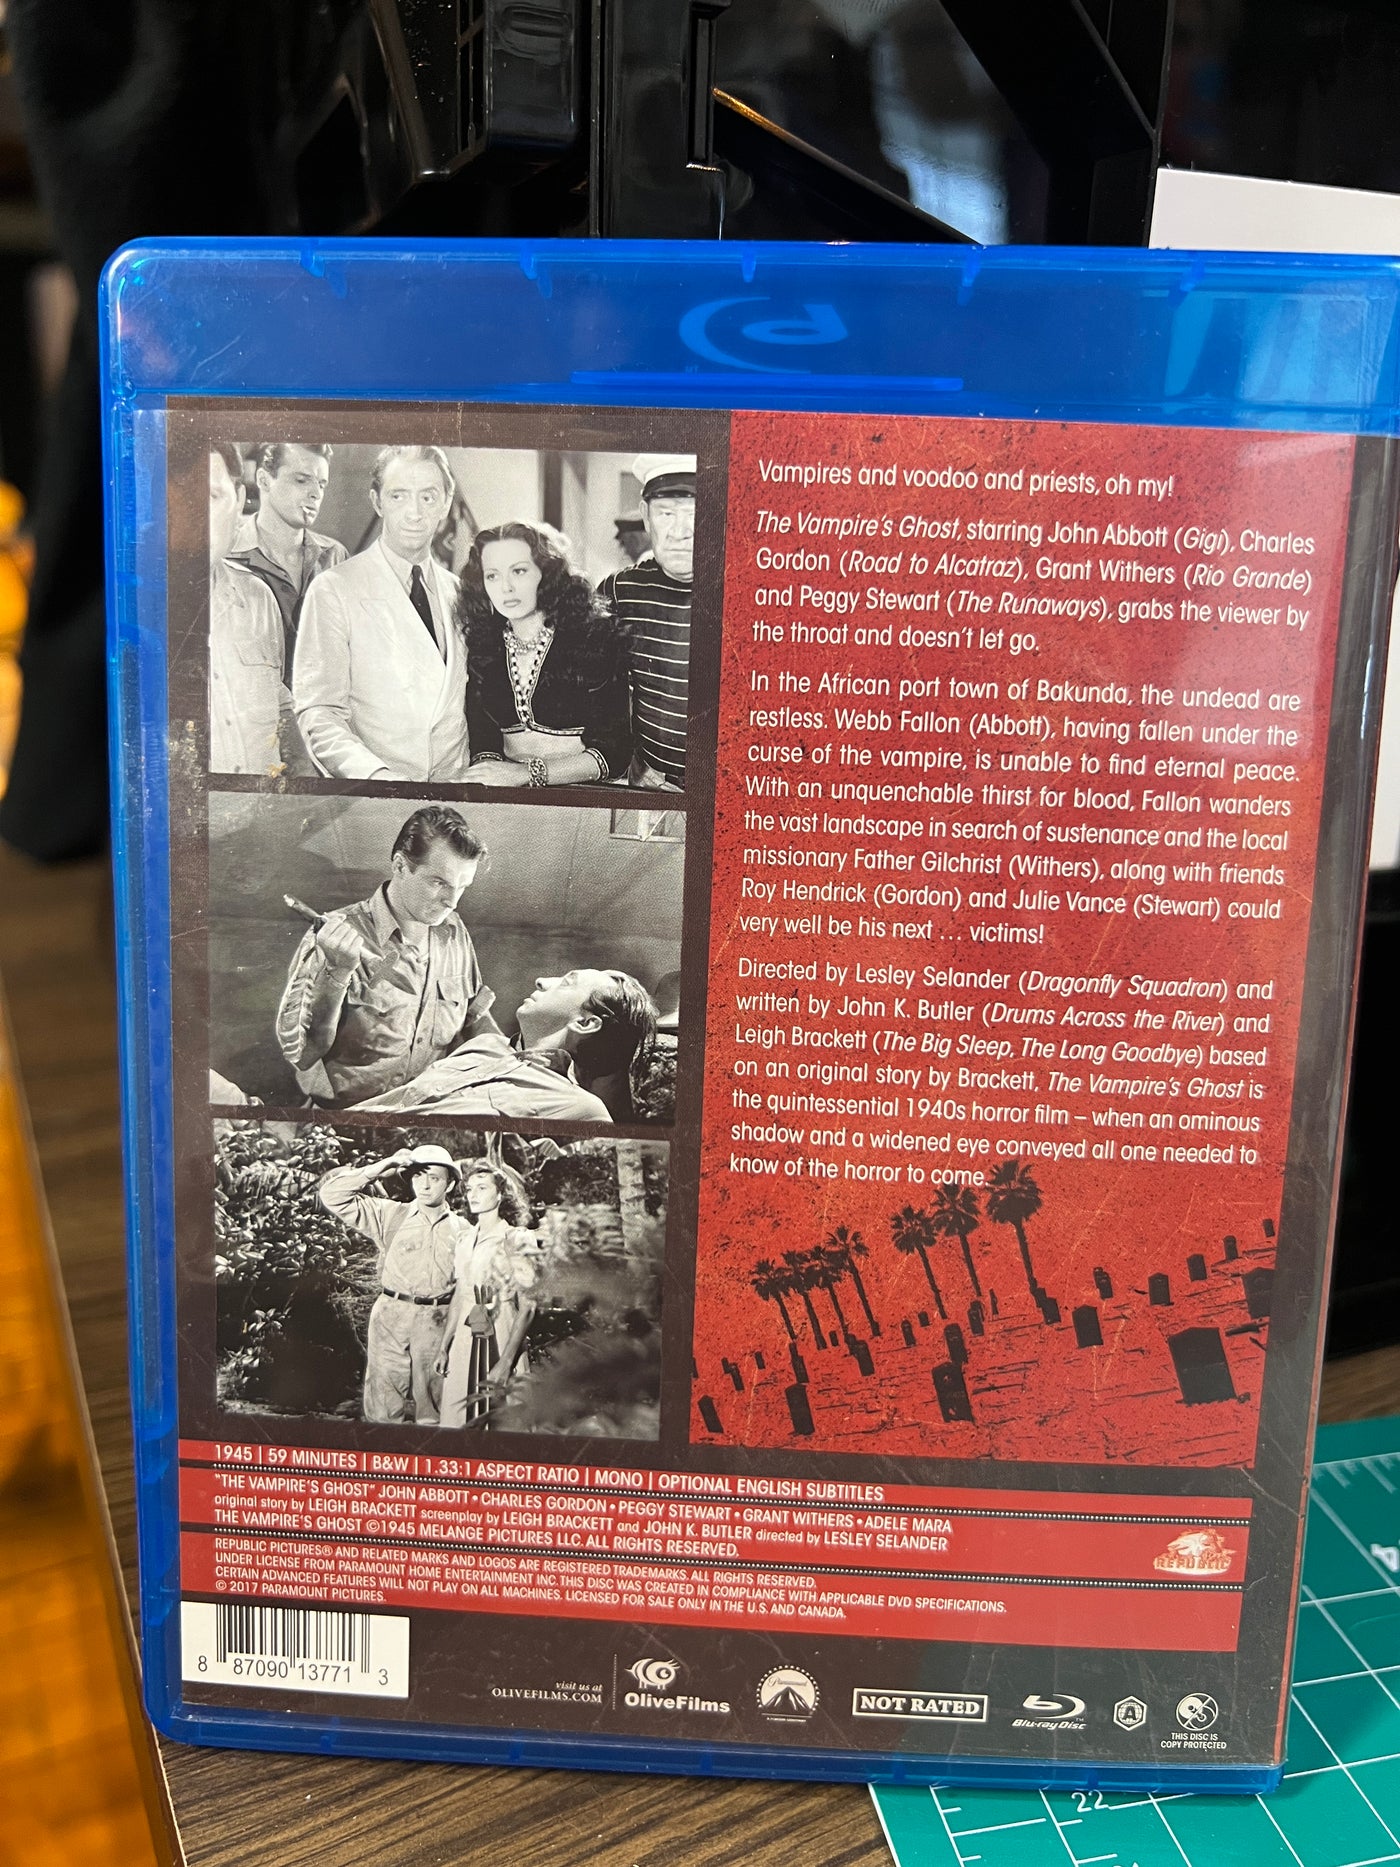 Vampires and voodoo and priests, oh my!
The Vampire's Ghost, starring John Abbott (Gigi), Charles
Gordon (Road to Alcatraz), Grant Withers (Rio Grande)
and Peggy Stewart (The Runaways), grabs the viewer by
the throat and doesn't let go.
In the African port town of Bakunda, the undead are
restless. Webb Fallon (Abbott), having fallen under the
curse of the vampire, is unable to find eternal peace.
With an unquenchable thirst for blood, Fallon wanders
the vast landscape in search of sustenance and the local
missionary Father Gilchrist (Withers), along with friends
Roy Hendrick (Gordon) and Julie Vance (Stewart) could
very well be his next ... victims!
Directed by Lesley Selander (Dragonfly Squadron) and
written by John K. Butler (Drums Across the River) and
Leigh Brackett (The Big Sleep, The Long Goodbye) based
on an original story by Brackett, The Vampire's Ghost is
the quintessential 1940s horror film – when an ominous
shadow and a widened eye conveyed all one needed to
know of the horror to come.
1945 | 59 MINUTES | B&W | 1.33:1 ASPECT RATIO | MONO | OPTIONAL ENGLISH SUBTITLES
"THE VAMPIRE'S GHOST" JOHN ABBOTT • CHARLES GORDON • PEGGY STEWART • GRANT WITHERS • ADELE MARA
original story by LEIGH BRACKETT screenplay by LEIGH BRACKETT and JOHN K. BUTLER directed by LESLEY SELANDER
THE VAMPIRE'S GHOST ©1945 MELANGE PICTURES LLC. ALL RIGHTS RESERVED.
REPUBLIC
REPUBLIC PICTURES® AND RELATED MARKS AND LOGOS ARE REGISTERED TRADEMARKS. ALL RIGHTS RESERVED.
UNDER LICENSE FROM PARAMOUNT HOME ENTERTAINMENT INC. THIS DISC WAS CREATED IN COMPLIANCE WITH APPLICABLE DVD SPECIFICATIONS.
CERTAIN ADVANCED FEATURES WILL NOT PLAY ON ALL MACHINES. LICENSED FOR SALE ONLY IN THE U.S. AND CANADA.
© 2017 PARAMOUNT PICTURES.
8 87090 13771 3
visit us at
OLIVEFILMS.COM
OliveFilms
Paramount
NOT RATED
Blu-ray Disc
A
THIS DISC IS
COPY PROTECTED
22